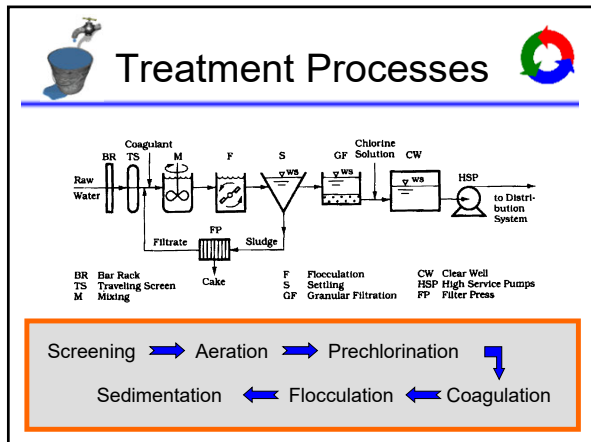 Treatment Processes
Coagulant
Chlorine
Solution
BR TS M F S GF CW
ws
ws
ws
HSP
Raw
Water
to Distri-
bution
System
FP
Filtrate
Sludge
Cake
BR Bar Rack
TS Traveling Screen
M Mixing
F Flocculation
S Settling
GF Granular Filtration
CW Clear Well
HSP High Service Pumps
FP Filter Press
Screening Aeration Prechlorination
Sedimentation Flocculation Coagulation